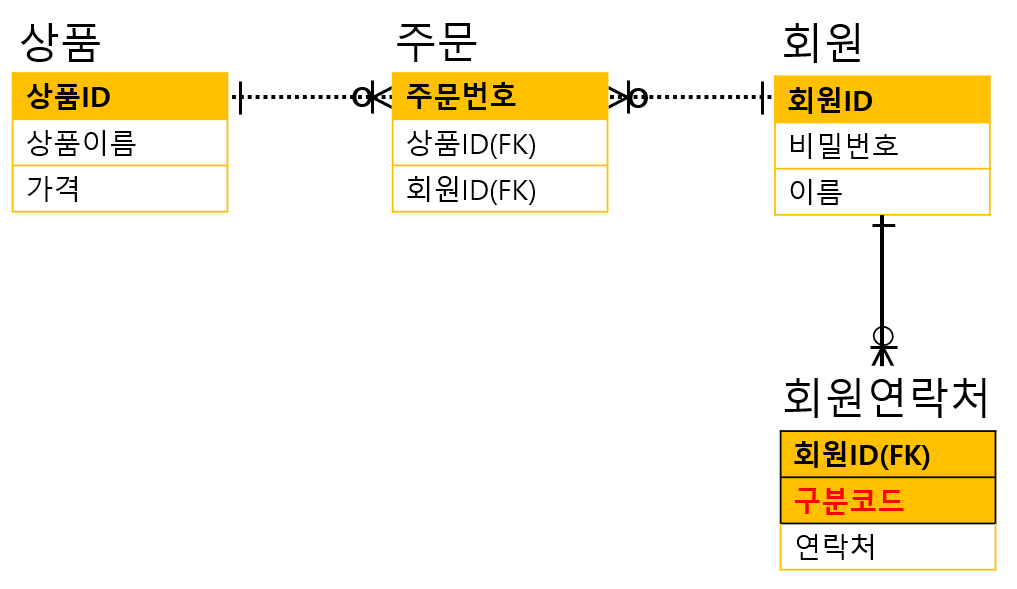 상품
상품ID
상품이름
가격
주문
주문번호
상품ID(FK)
회원ID(FK)
회원
회원ID
비밀번호
이름
회원연락처
회원ID(FK)
구분코드
연락처